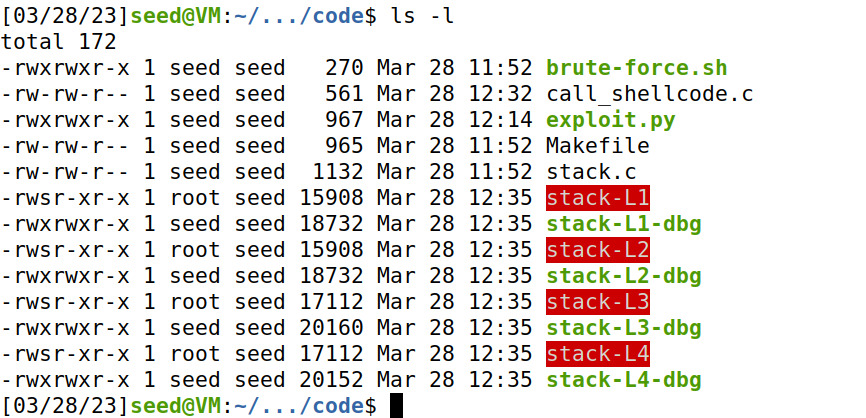 [03/28/23]seed@VM:~/.../code$ ls -l
total 172
-rwxrwxr-x 1 seed seed   270 Mar 28 11:52 brute-force.sh
-rw-rw-r-- 1 seed seed   561 Mar 28 12:32 call_shellcode.c
-rwxrwxr-x 1 seed seed   967 Mar 28 12:14 exploit.py
-rw-rw-r-- 1 seed seed   965 Mar 28 11:52 Makefile
-rw-rw-r-- 1 seed seed  1132 Mar 28 11:52 stack.c
-rwsr-xr-x 1 root seed 15908 Mar 28 12:35 stack-L1
-rwxrwxr-x 1 seed seed 18732 Mar 28 12:35 stack-L1-dbg
-rwsr-xr-x 1 root seed 15908 Mar 28 12:35 stack-L2
-rwxrwxr-x 1 seed seed 18732 Mar 28 12:35 stack-L2-dbg
-rwsr-xr-x 1 root seed 17112 Mar 28 12:35 stack-L3
-rwxrwxr-x 1 seed seed 20160 Mar 28 12:35 stack-L3-dbg
-rwsr-xr-x 1 root seed 17112 Mar 28 12:35 stack-L4
-rwxrwxr-x 1 seed seed 20152 Mar 28 12:35 stack-L4-dbg
[03/28/23]seed@VM:~/.../code$